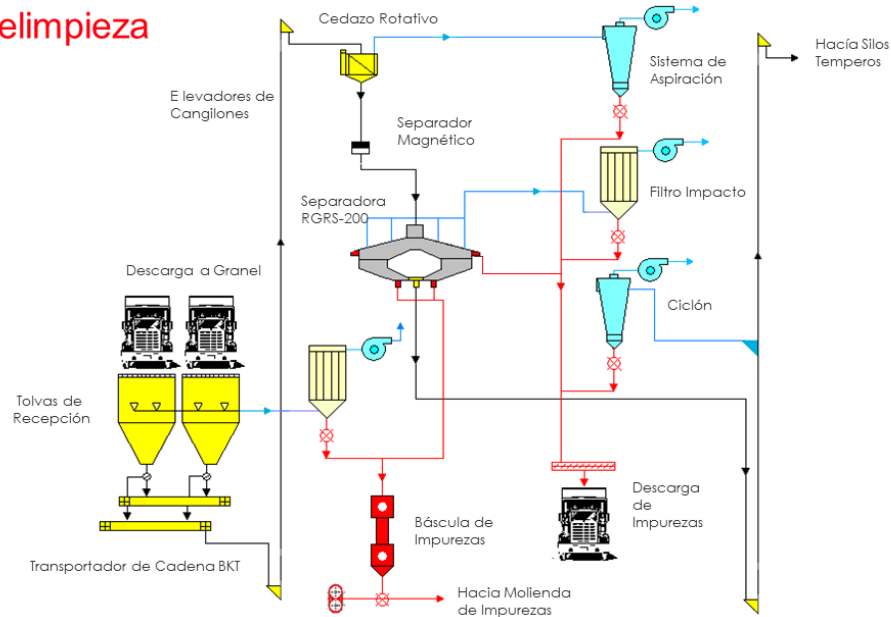 elimpieza
Cedazo Rotativo
Hacía Silos
Temperos
Sistema de
Aspiración
E levadores de
Cangilones
Separador
Magnético
Separadora
RGRS-200
Filtro Impacto
Descarga a Granel
Ciclón
Tolvas de
Recepción
Báscula de
Impurezas
Descarga
de
Impurezas
Transportador de Cadena BKT
Hacia Molienda
de Impurezas